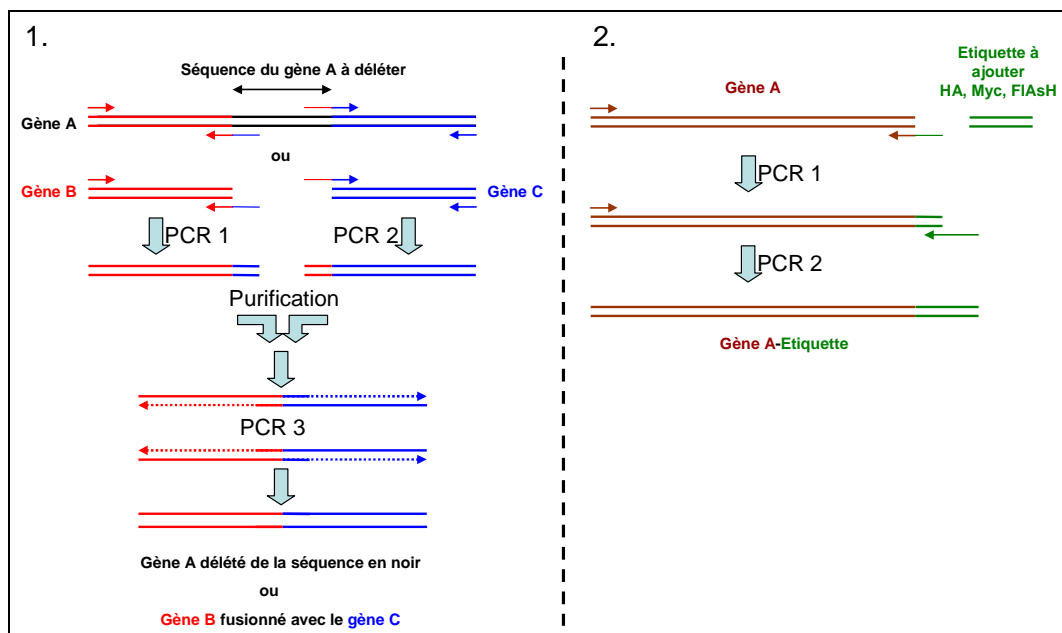 1.
Séquence du gène A à déléter
Gène A
ou
Gène B
Gène C
PCR 1
PCR 2
Purification
PCR 3
Gène A délété de la séquence en noir
ou
Gène B fusionné avec le gène C
2.
Etiquette à
ajouter
HA, Myc, FlAsH
Gène A
PCR 1
PCR 2
Gène A-Etiquette